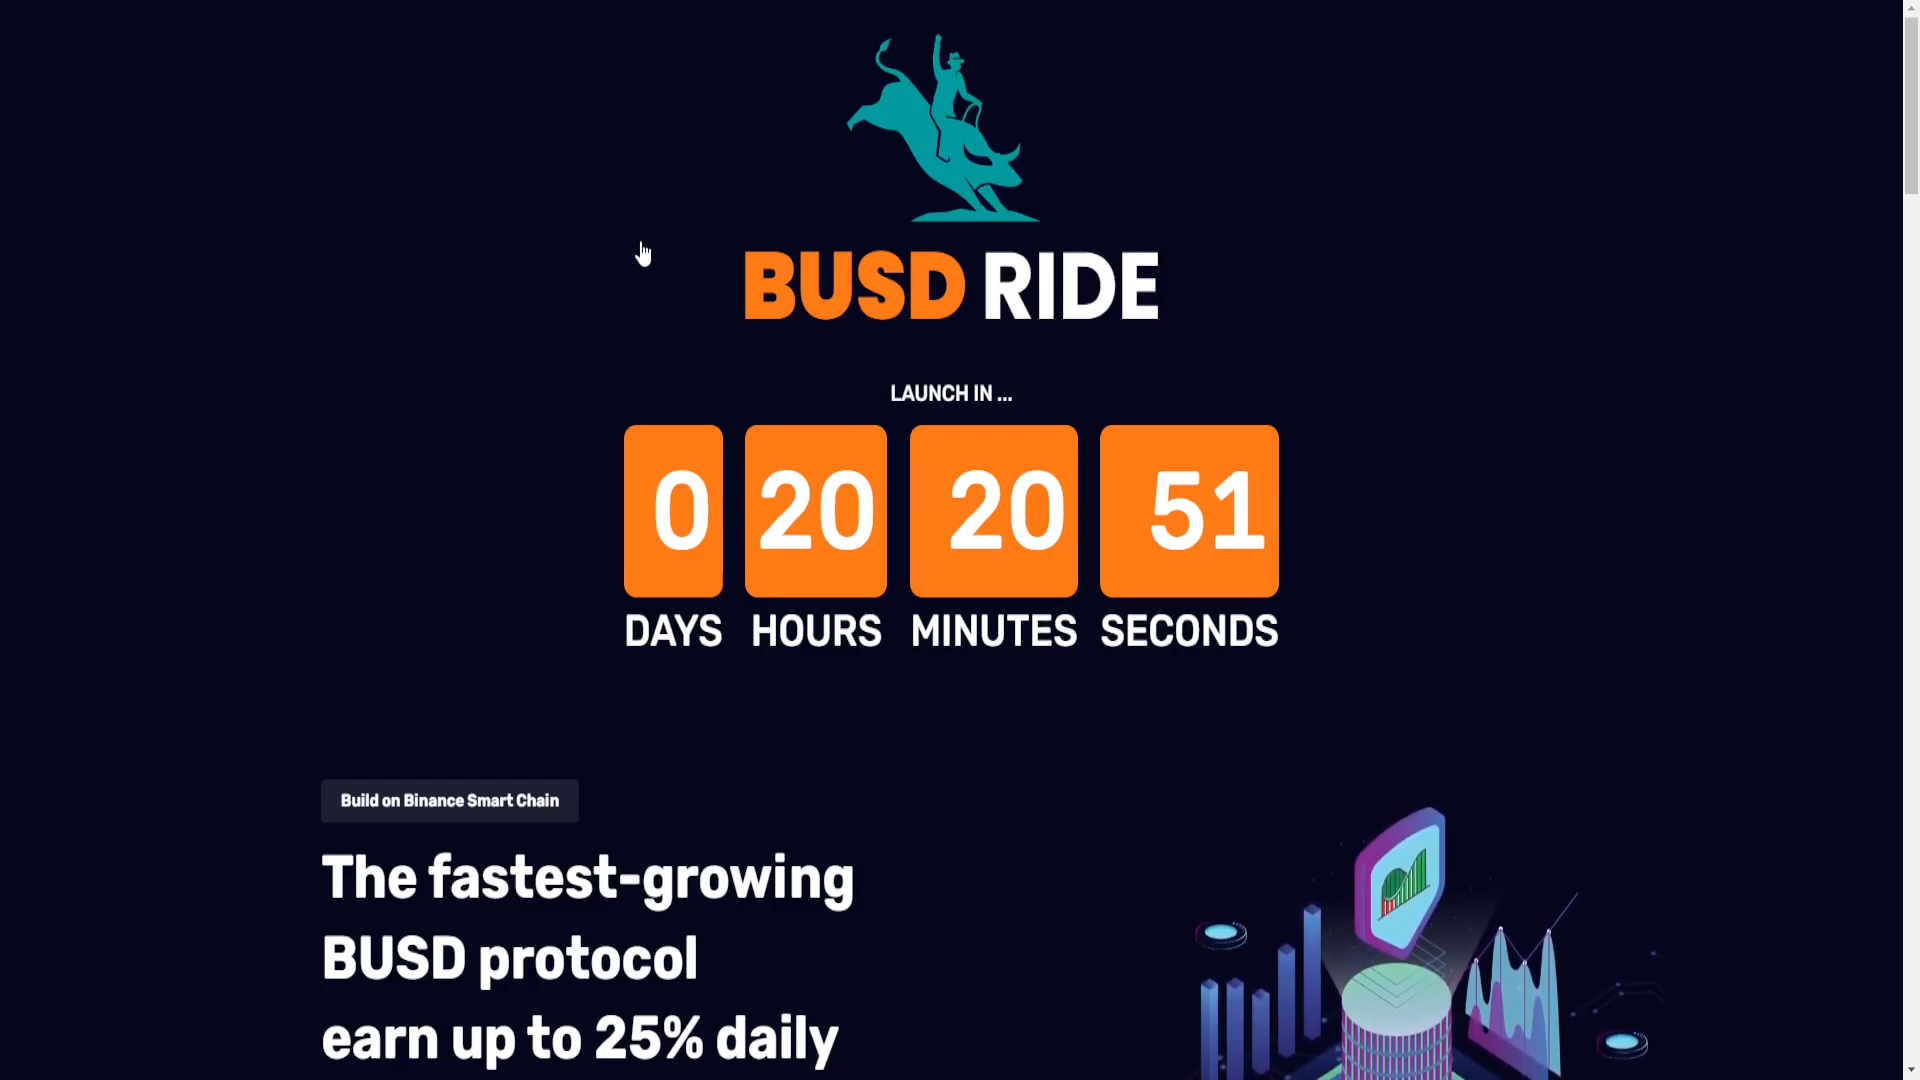 BUSD RIDE
LAUNCH IN ...
0 20 20 51
DAYS HOURS MINUTES SECONDS
Build on Binance Smart Chain
The fastest-growing
BUSD protocol
earn up to 25% daily